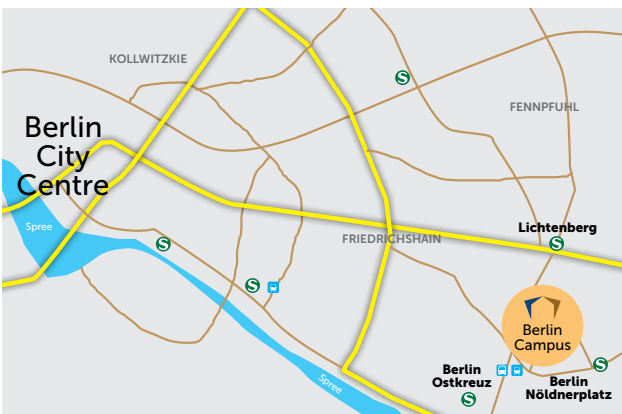 KOLLWITZKIE
S
FENNPFUHL
Berlin
City
Centre
Spree
S
FRIEDRICHSHAIN
Lichtenberg
S
S
Berlin
Campus
Berlin
Ostkreuz
S
S
Berlin
Nöldnerplatz
Spree